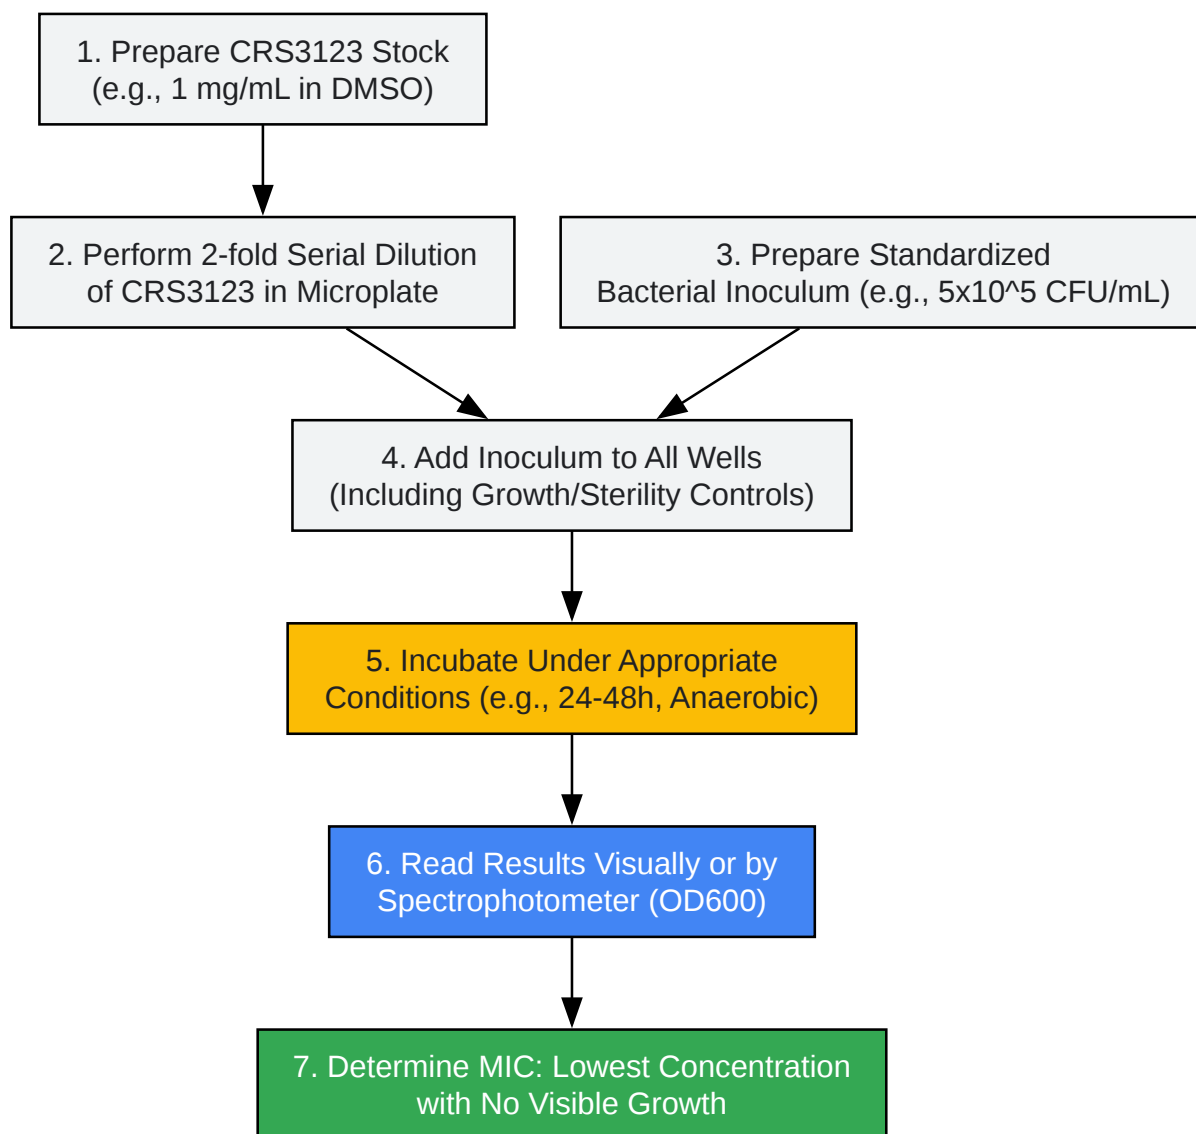 1. Prepare CRS3123 Stock
(e.g., 1 mg/mL in DMSO)
2. Perform 2-fold Serial Dilution
of CRS3123 in Microplate
3. Prepare Standardized
Bacterial Inoculum (e.g., 5x10^5 CFU/mL)
4. Add Inoculum to All Wells
(Including Growth/Sterility Controls)
5. Incubate Under Appropriate
Conditions (e.g., 24-48h, Anaerobic)
6. Read Results Visually or by
Spectrophotometer (OD600)
7. Determine MIC: Lowest Concentration
with No Visible Growth